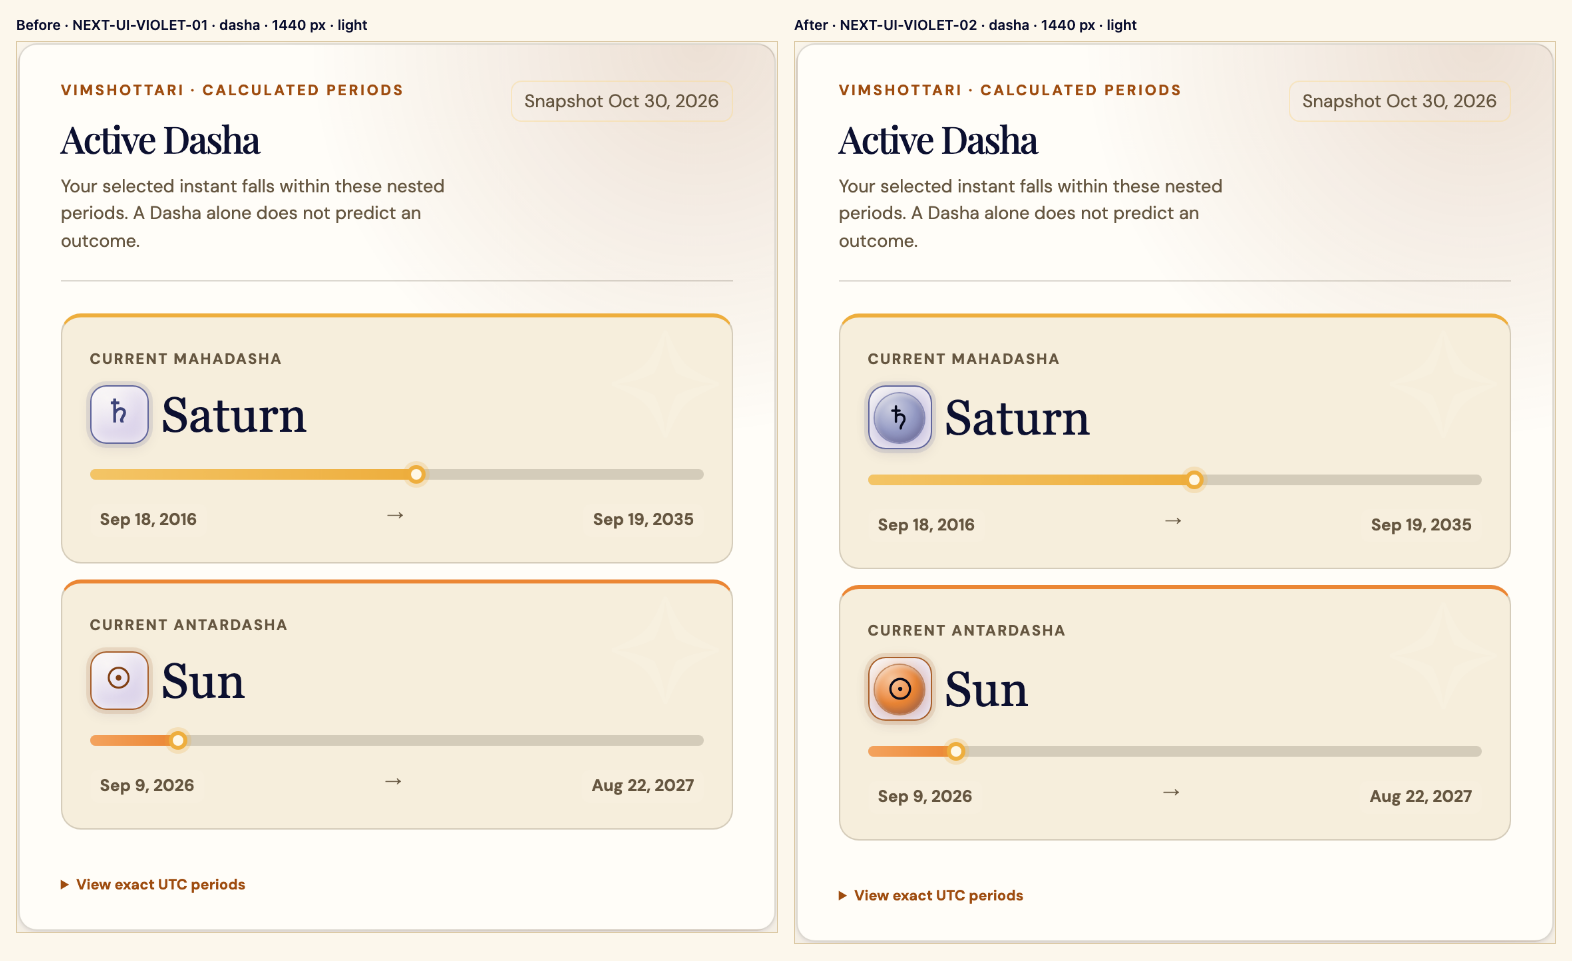 Before · NEXT-UI-VIOLET-01 · dasha · 1440 px · light
VIMSHOTTARI · CALCULATED PERIODS
Snapshot Oct 30, 2026
Active Dasha
Your selected instant falls within these nested
periods. A Dasha alone does not predict an
outcome.
CURRENT MAHADASHA
♄ Saturn
Sep 18, 2016 → Sep 19, 2035
CURRENT ANTARDASHA
☉ Sun
Sep 9, 2026 → Aug 22, 2027
▶ View exact UTC periods
After · NEXT-UI-VIOLET-02 · dasha · 1440 px · light
VIMSHOTTARI · CALCULATED PERIODS
Snapshot Oct 30, 2026
Active Dasha
Your selected instant falls within these nested
periods. A Dasha alone does not predict an
outcome.
CURRENT MAHADASHA
♄ Saturn
Sep 18, 2016 → Sep 19, 2035
CURRENT ANTARDASHA
☉ Sun
Sep 9, 2026 → Aug 22, 2027
▶ View exact UTC periods